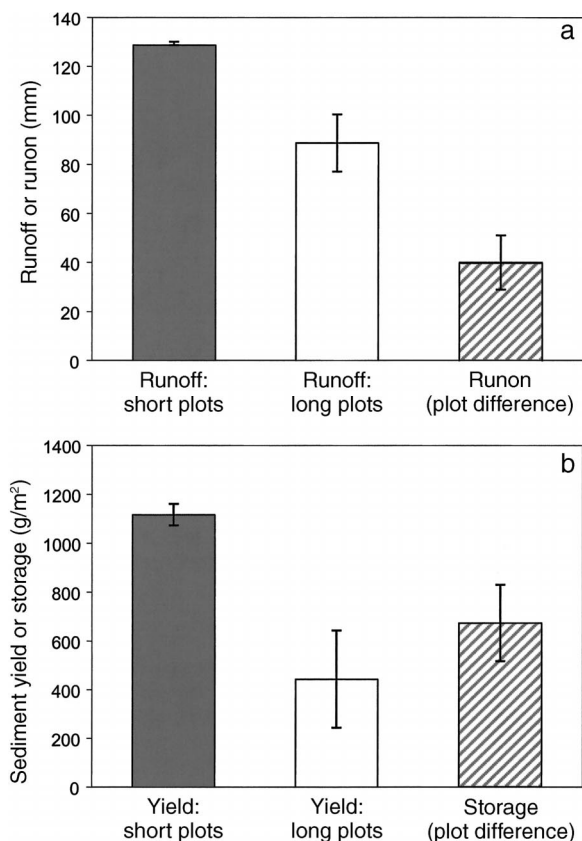 a
Runoff or runon (mm)
140
120
100
80
60
40
20
0
Runoff:
short plots
Runoff:
long plots
Runon
(plot difference)
b
Sediment yield or storage (g/m²)
1400
1200
1000
800
600
400
200
0
Yield:
short plots
Yield:
long plots
Storage
(plot difference)